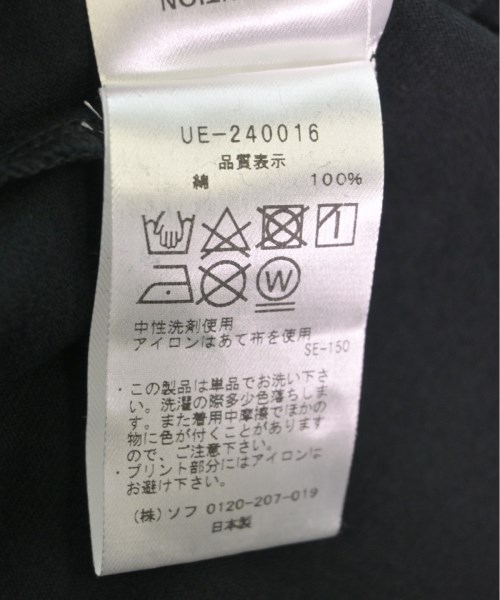 UTION
UE-240016
品質表示
綿 100%
W
中性洗剤使用
アイロンはあて布を使用
SE-150
・この製品は単品でお洗い下さ
い。洗濯の際多少色落ちしま
す。また着用中摩擦でほかの
物に色が付くことがあります
ので、ご注意下さい。
・プリント部分にはアイロンは
お避け下さい。
(株)ソフ 0120-207-019
日本製